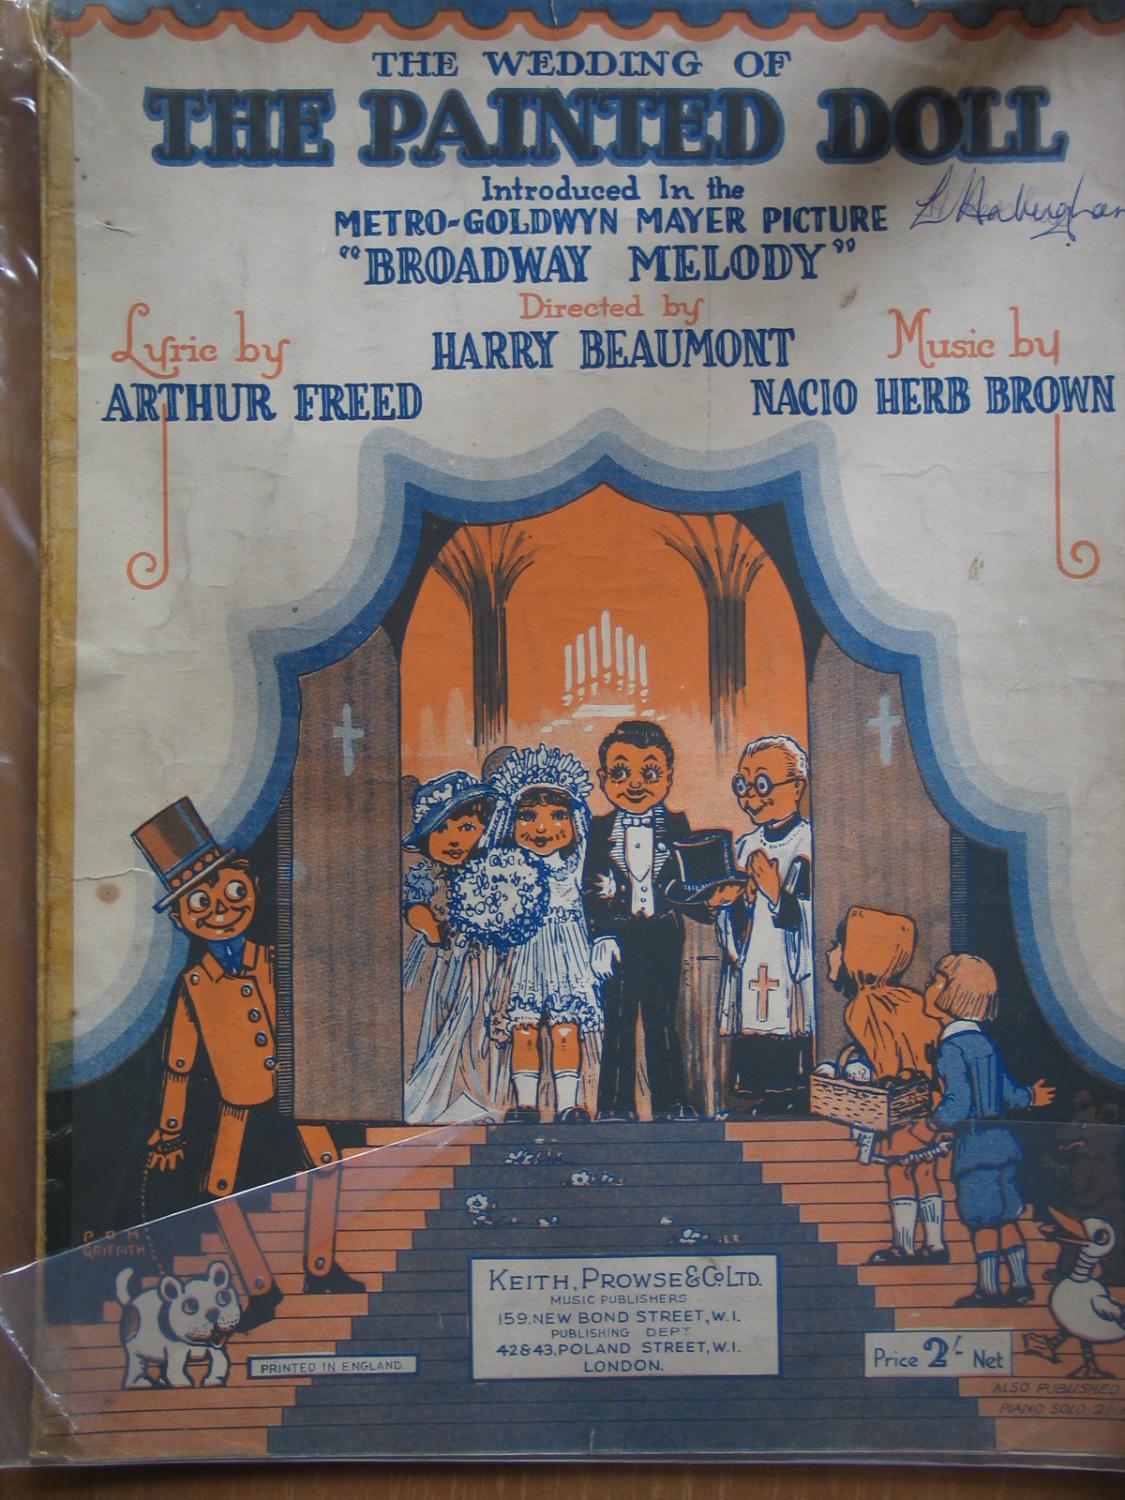 THE WEDDING OF
THE PAINTED DOLL
Introduced In the
METRO-GOLDWYN MAYER PICTURE
"BROADWAY MELODY"
Directed by
HARRY BEAUMONT
Lyric by
ARTHUR FREED
Music by
NACIO HERB BROWN
GRIFFITH
KEITH, PROWSE & CO. LTD.
MUSIC PUBLISHERS
159, NEW BOND STREET, W.1.
PUBLISHING DEPT
42 & 43, POLAND STREET, W.1.
LONDON.
PRINTED IN ENGLAND.
Price 2/- Net
ALSO PUBLISHED
PIANO SOLO 2/-